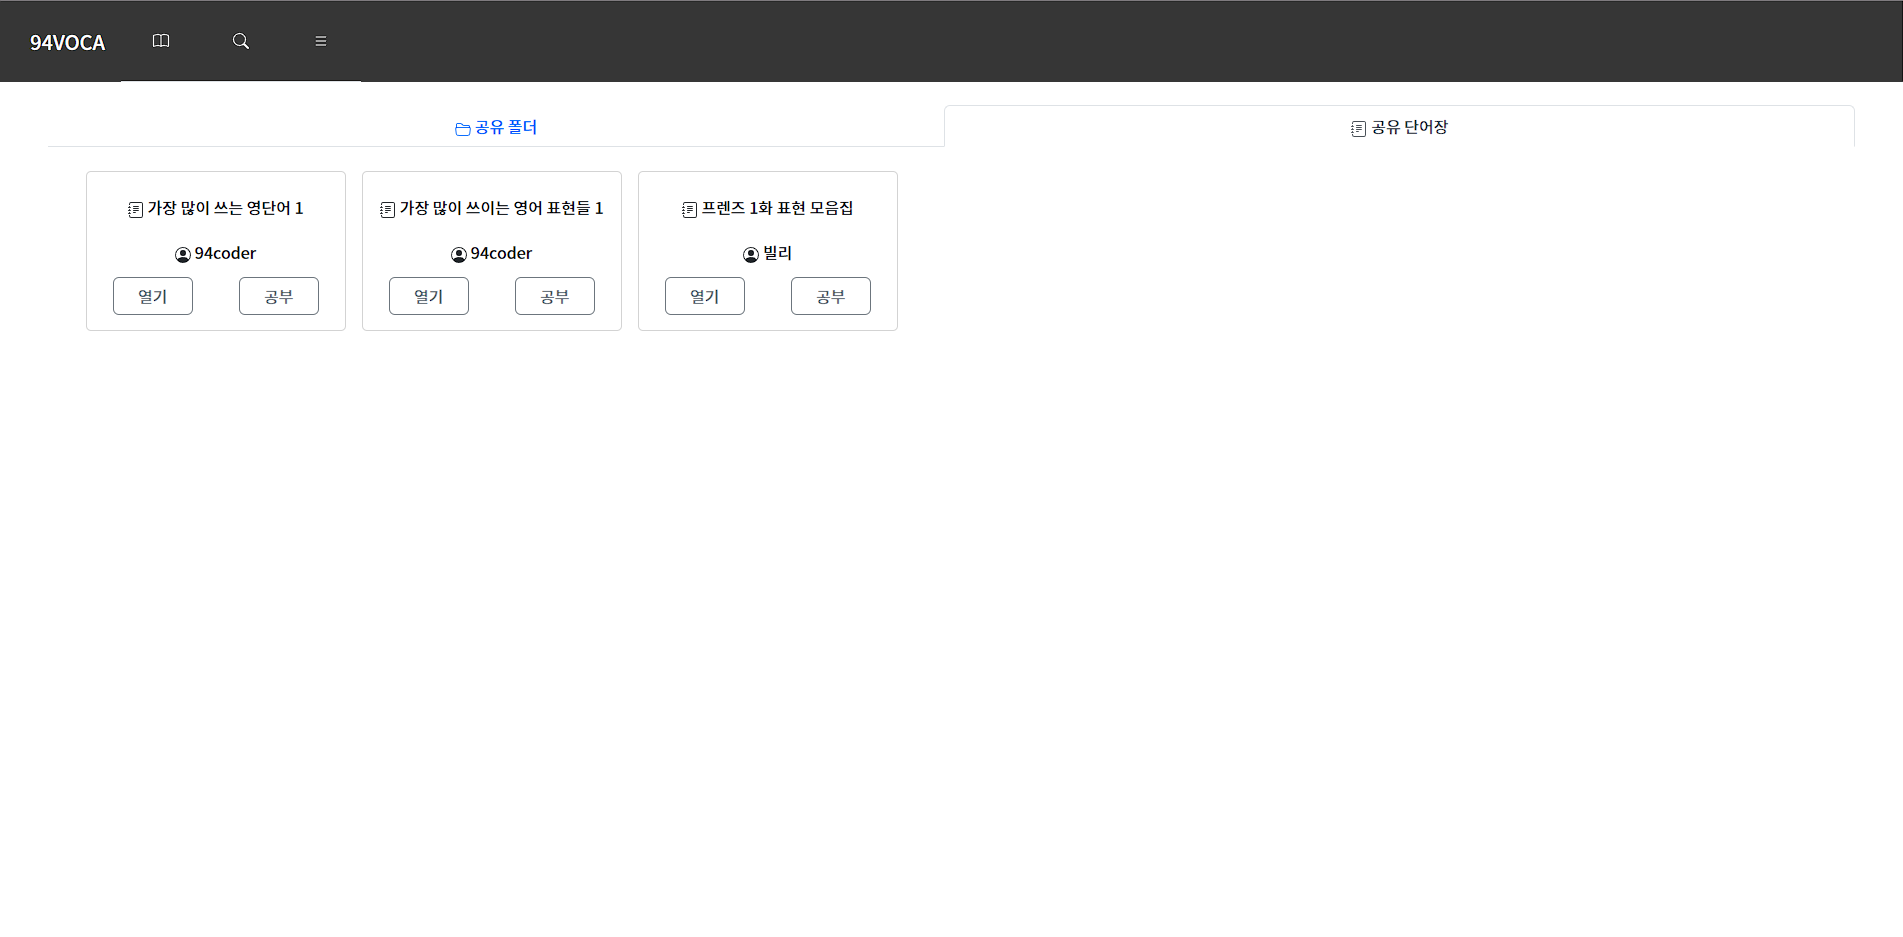 94VOCA
공유 폴더
공유 단어장
가장 많이 쓰는 영단어 1
94coder
열기 공부
가장 많이 쓰이는 영어 표현들 1
94coder
열기 공부
프렌즈 1화 표현 모음집
빌리
열기 공부